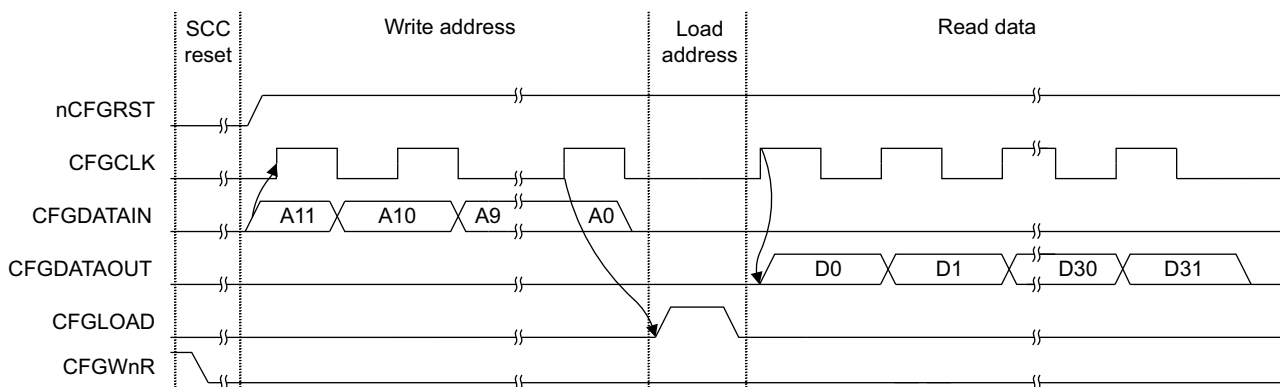 SCC reset
Write address
Load address
Read data
nCFGRST
CFGCLK
CFGDATAIN
A11 A10 A9 A0
CFGDATAOUT
D0 D1 D30 D31
CFGLOAD
CFGWnR